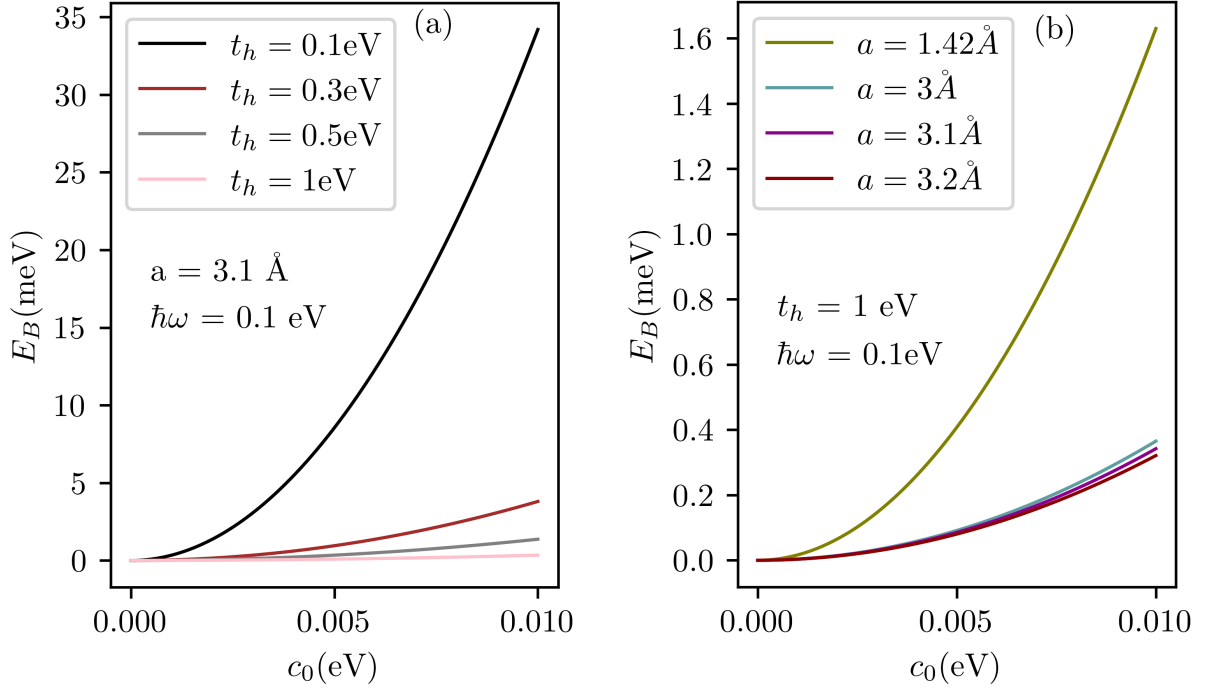 (a)
t_h = 0.1eV
t_h = 0.3eV
t_h = 0.5eV
t_h = 1eV
a = 3.1 Å
ħω = 0.1 eV
35
30
25
20
15
10
5
0
E_B(meV)
0.000
0.005
0.010
c_0(eV)
(b)
a = 1.42Å
a = 3Å
a = 3.1Å
a = 3.2Å
t_h = 1 eV
ħω = 0.1eV
1.6
1.4
1.2
1.0
0.8
0.6
0.4
0.2
0.0
E_B(meV)
0.000
0.005
0.010
c_0(eV)